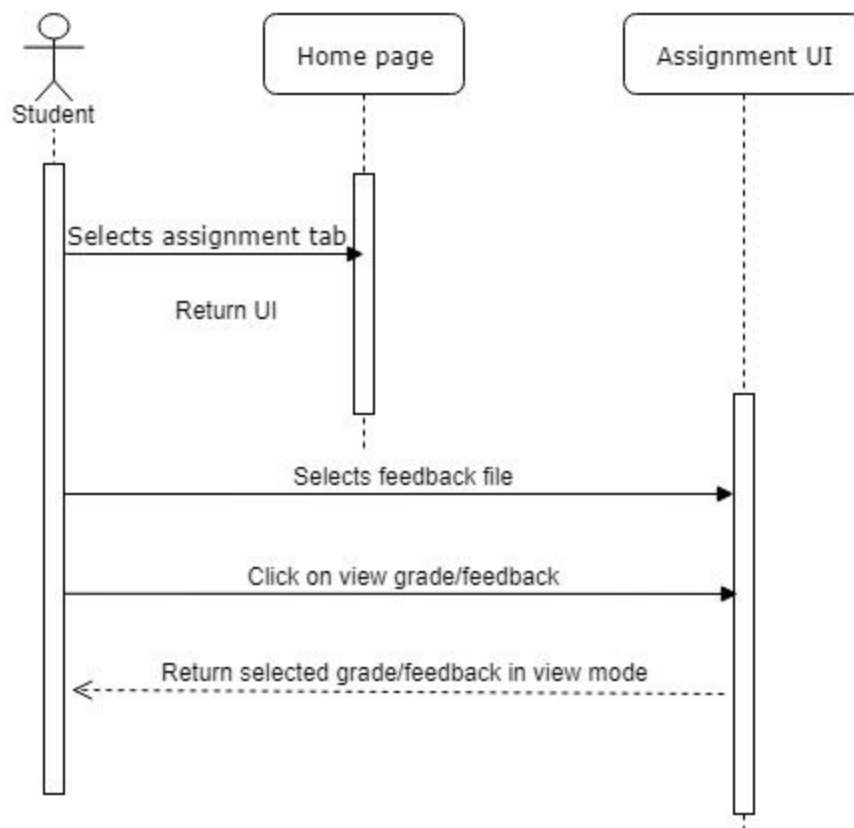 Home page
Assignment UI
Student
Selects assignment tab
Return UI
Selects feedback file
Click on view grade/feedback
Return selected grade/feedback in view mode